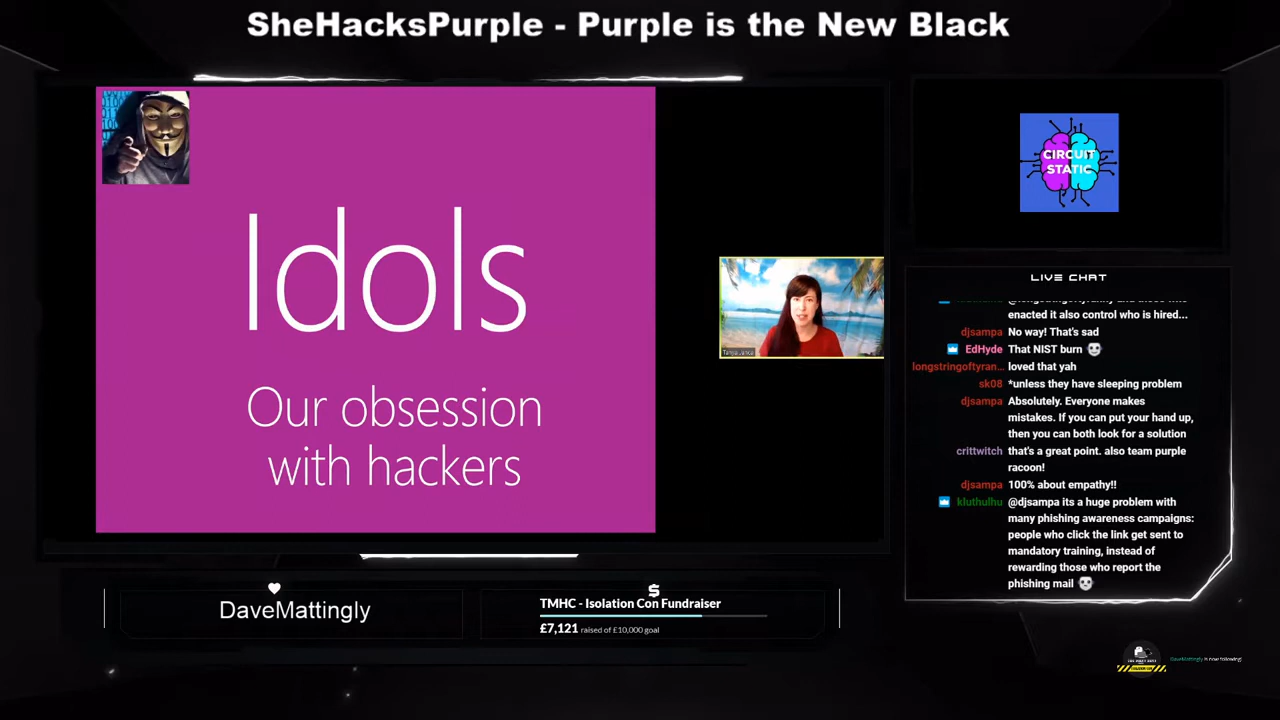 SheHacksPurple - Purple is the New Black
Idols
Our obsession
with hackers
CIRCUIT
STATIC
LIVE CHAT
enacted it also control who is hired...
djsampa No way! That's sad
EdHyde That NIST burn
longstringoftyran... loved that yah
sk08 *unless they have sleeping problem
djsampa Absolutely. Everyone makes
mistakes. If you can put your hand up,
then you can both look for a solution
crittwitch that's a great point. also team purple
racoon!
djsampa 100% about empathy!!
kluthulhu @djsampa its a huge problem with
many phishing awareness campaigns:
people who click the link get sent to
mandatory training, instead of
rewarding those who report the
phishing mail
DaveMattingly
$
TMHC - Isolation Con Fundraiser
£7,121 raised of £10,000 goal
DaveMattingly is now following!